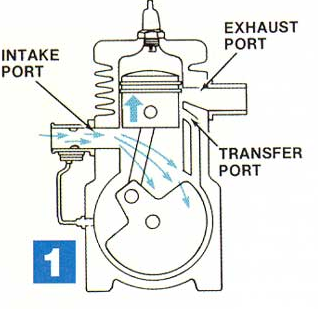 EXHAUST
PORT
INTAKE
PORT
TRANSFER
PORT
1